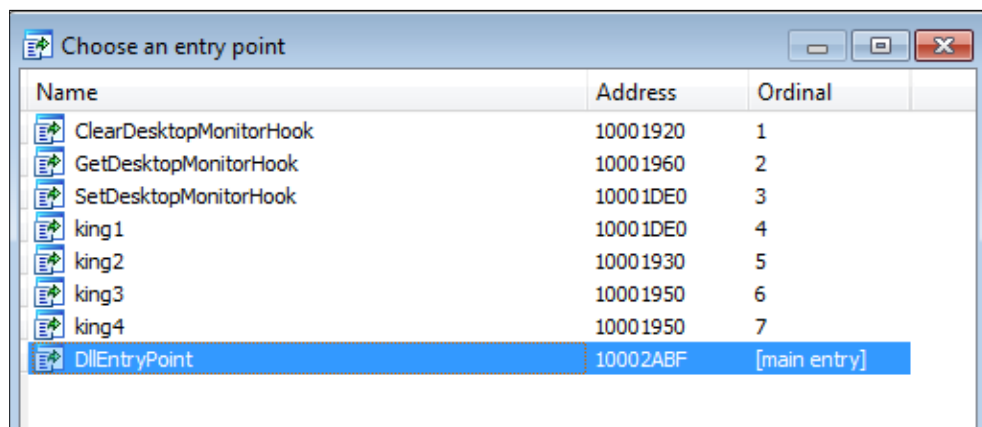 Choose an entry point
Name Address Ordinal
ClearDesktopMonitorHook 10001920 1
GetDesktopMonitorHook 10001960 2
SetDesktopMonitorHook 10001DE0 3
king1 10001DE0 4
king2 10001930 5
king3 10001950 6
king4 10001950 7
DllEntryPoint 10002ABF [main entry]